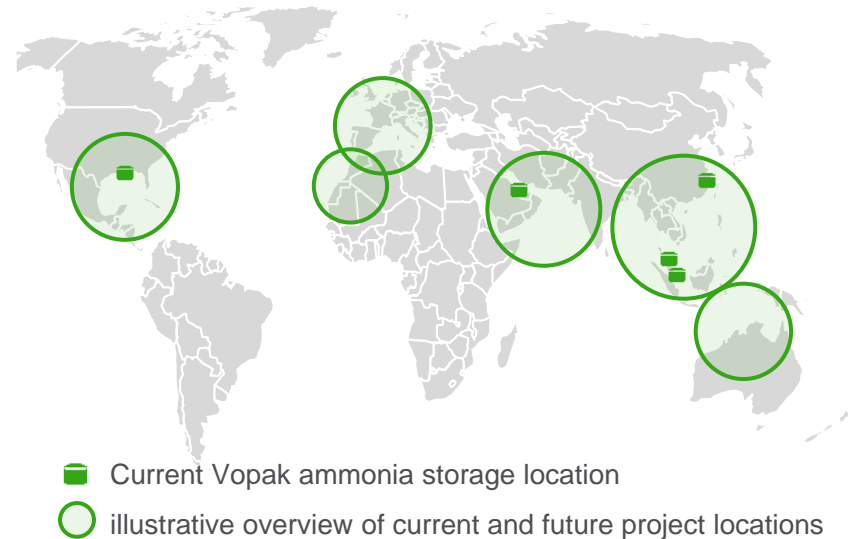 Current Vopak ammonia storage location
illustrative overview of current and future project locations